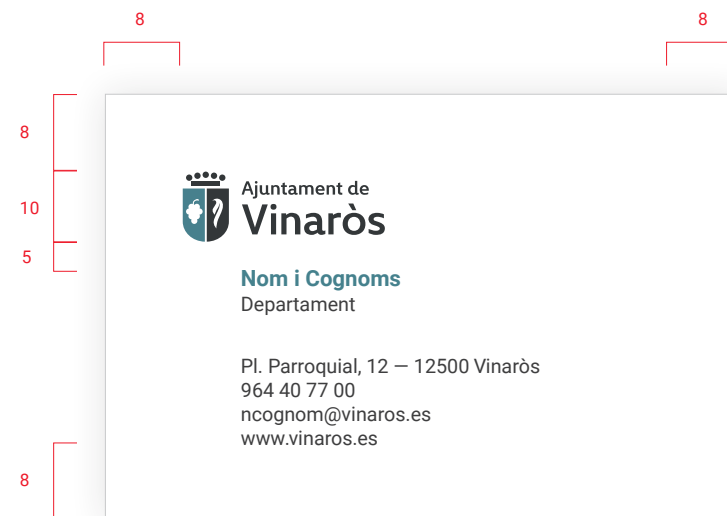 8
8
8
10
5
8
Ajuntament de
Vinaròs
Nom i Cognoms
Departament
Pl. Parroquial, 12 — 12500 Vinaròs
964 40 77 00
ncognom@vinaros.es
www.vinaros.es